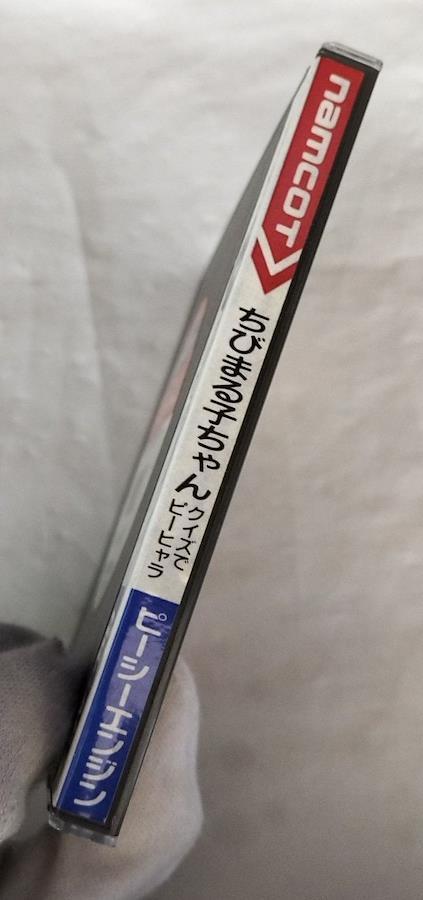 namcot
ちびまる子ちゃん
クイズで
ピーヒャラ
ピーシーエンジン